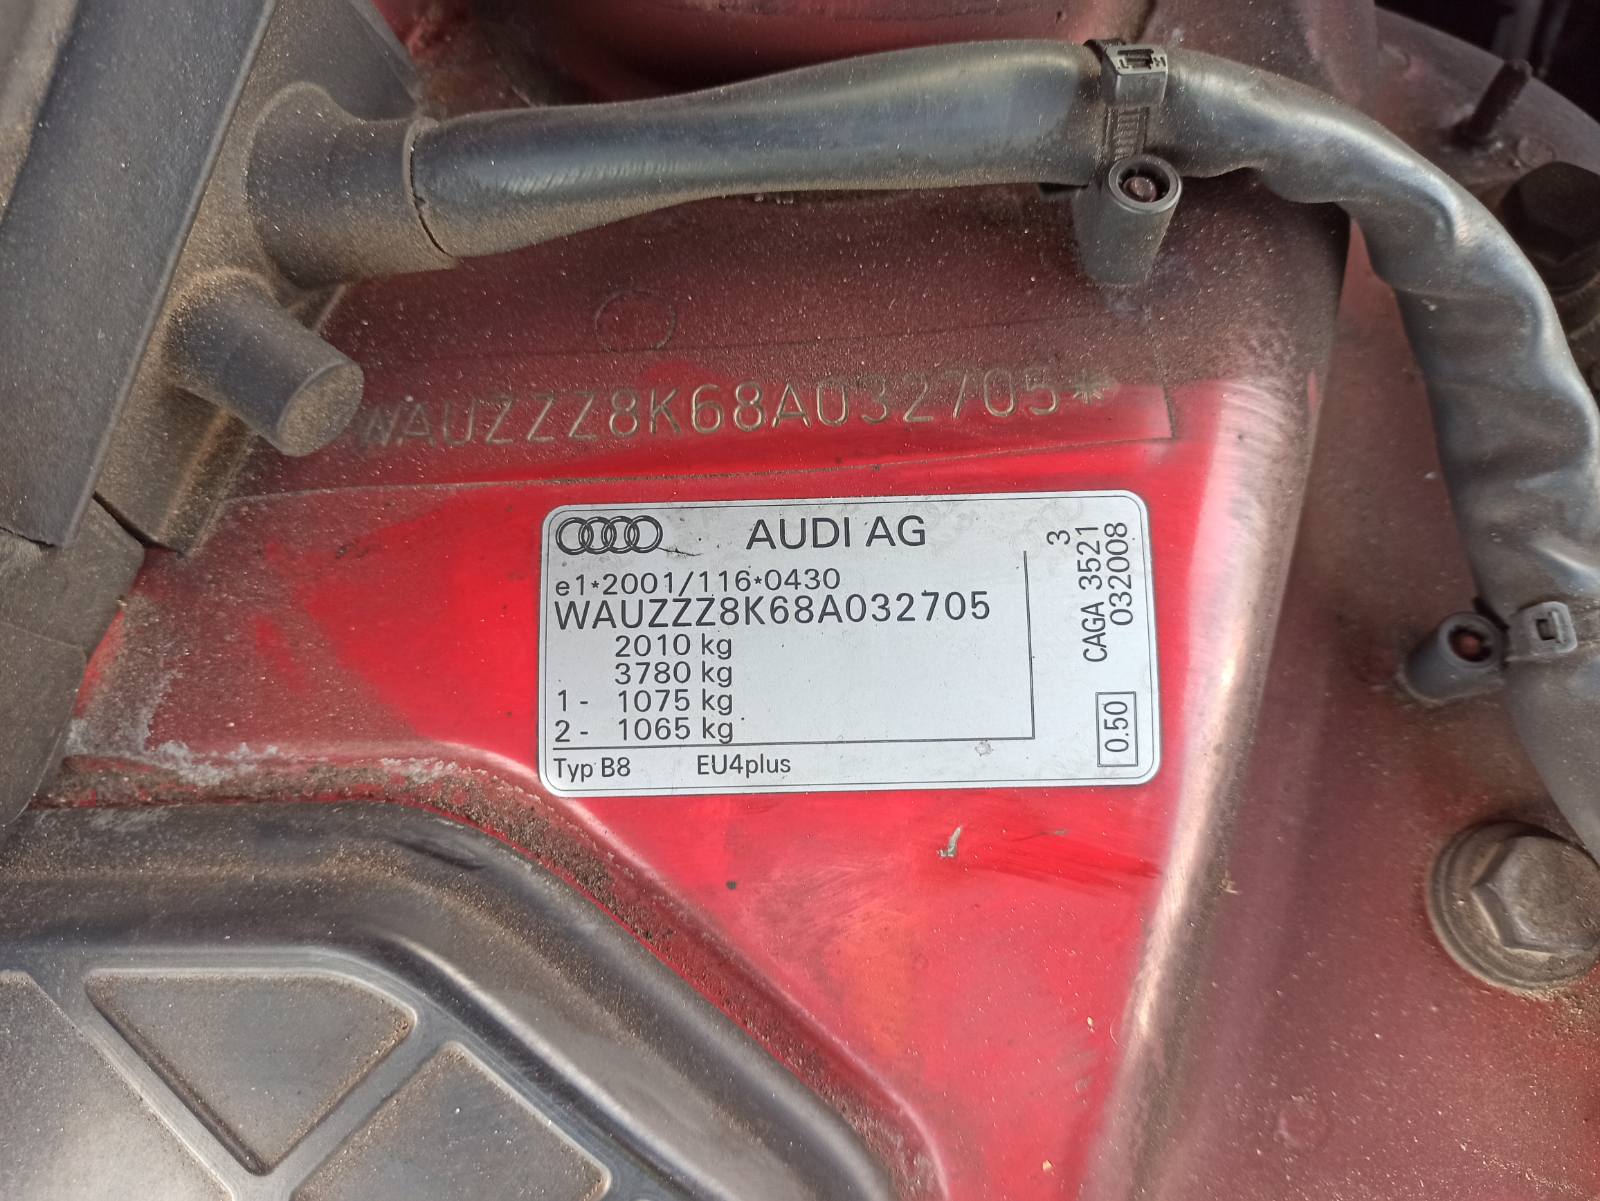 WAUZZZ8K68A032705*
AUDI AG
e1*2001/116*0430
WAUZZZ8K68A032705
2010 kg
3780 kg
1- 1075 kg
2- 1065 kg
Typ B8 EU4plus
3
CAGA 3521
032008
0.50